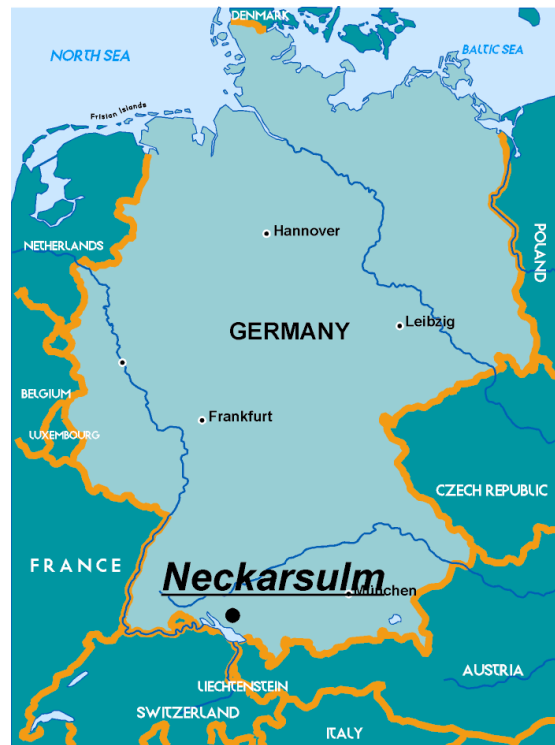 DENMARK
NORTH SEA
BALTIC SEA
Frision Islands
Hannover
NETHERLANDS
POLAND
Leibzig
GERMANY
BELGIUM
Frankfurt
LUXEMBOURG
CZECH REPUBLIC
FRANCE
Neckarsulm
München
AUSTRIA
LIECHTENSTEIN
SWITZERLAND
ITALY